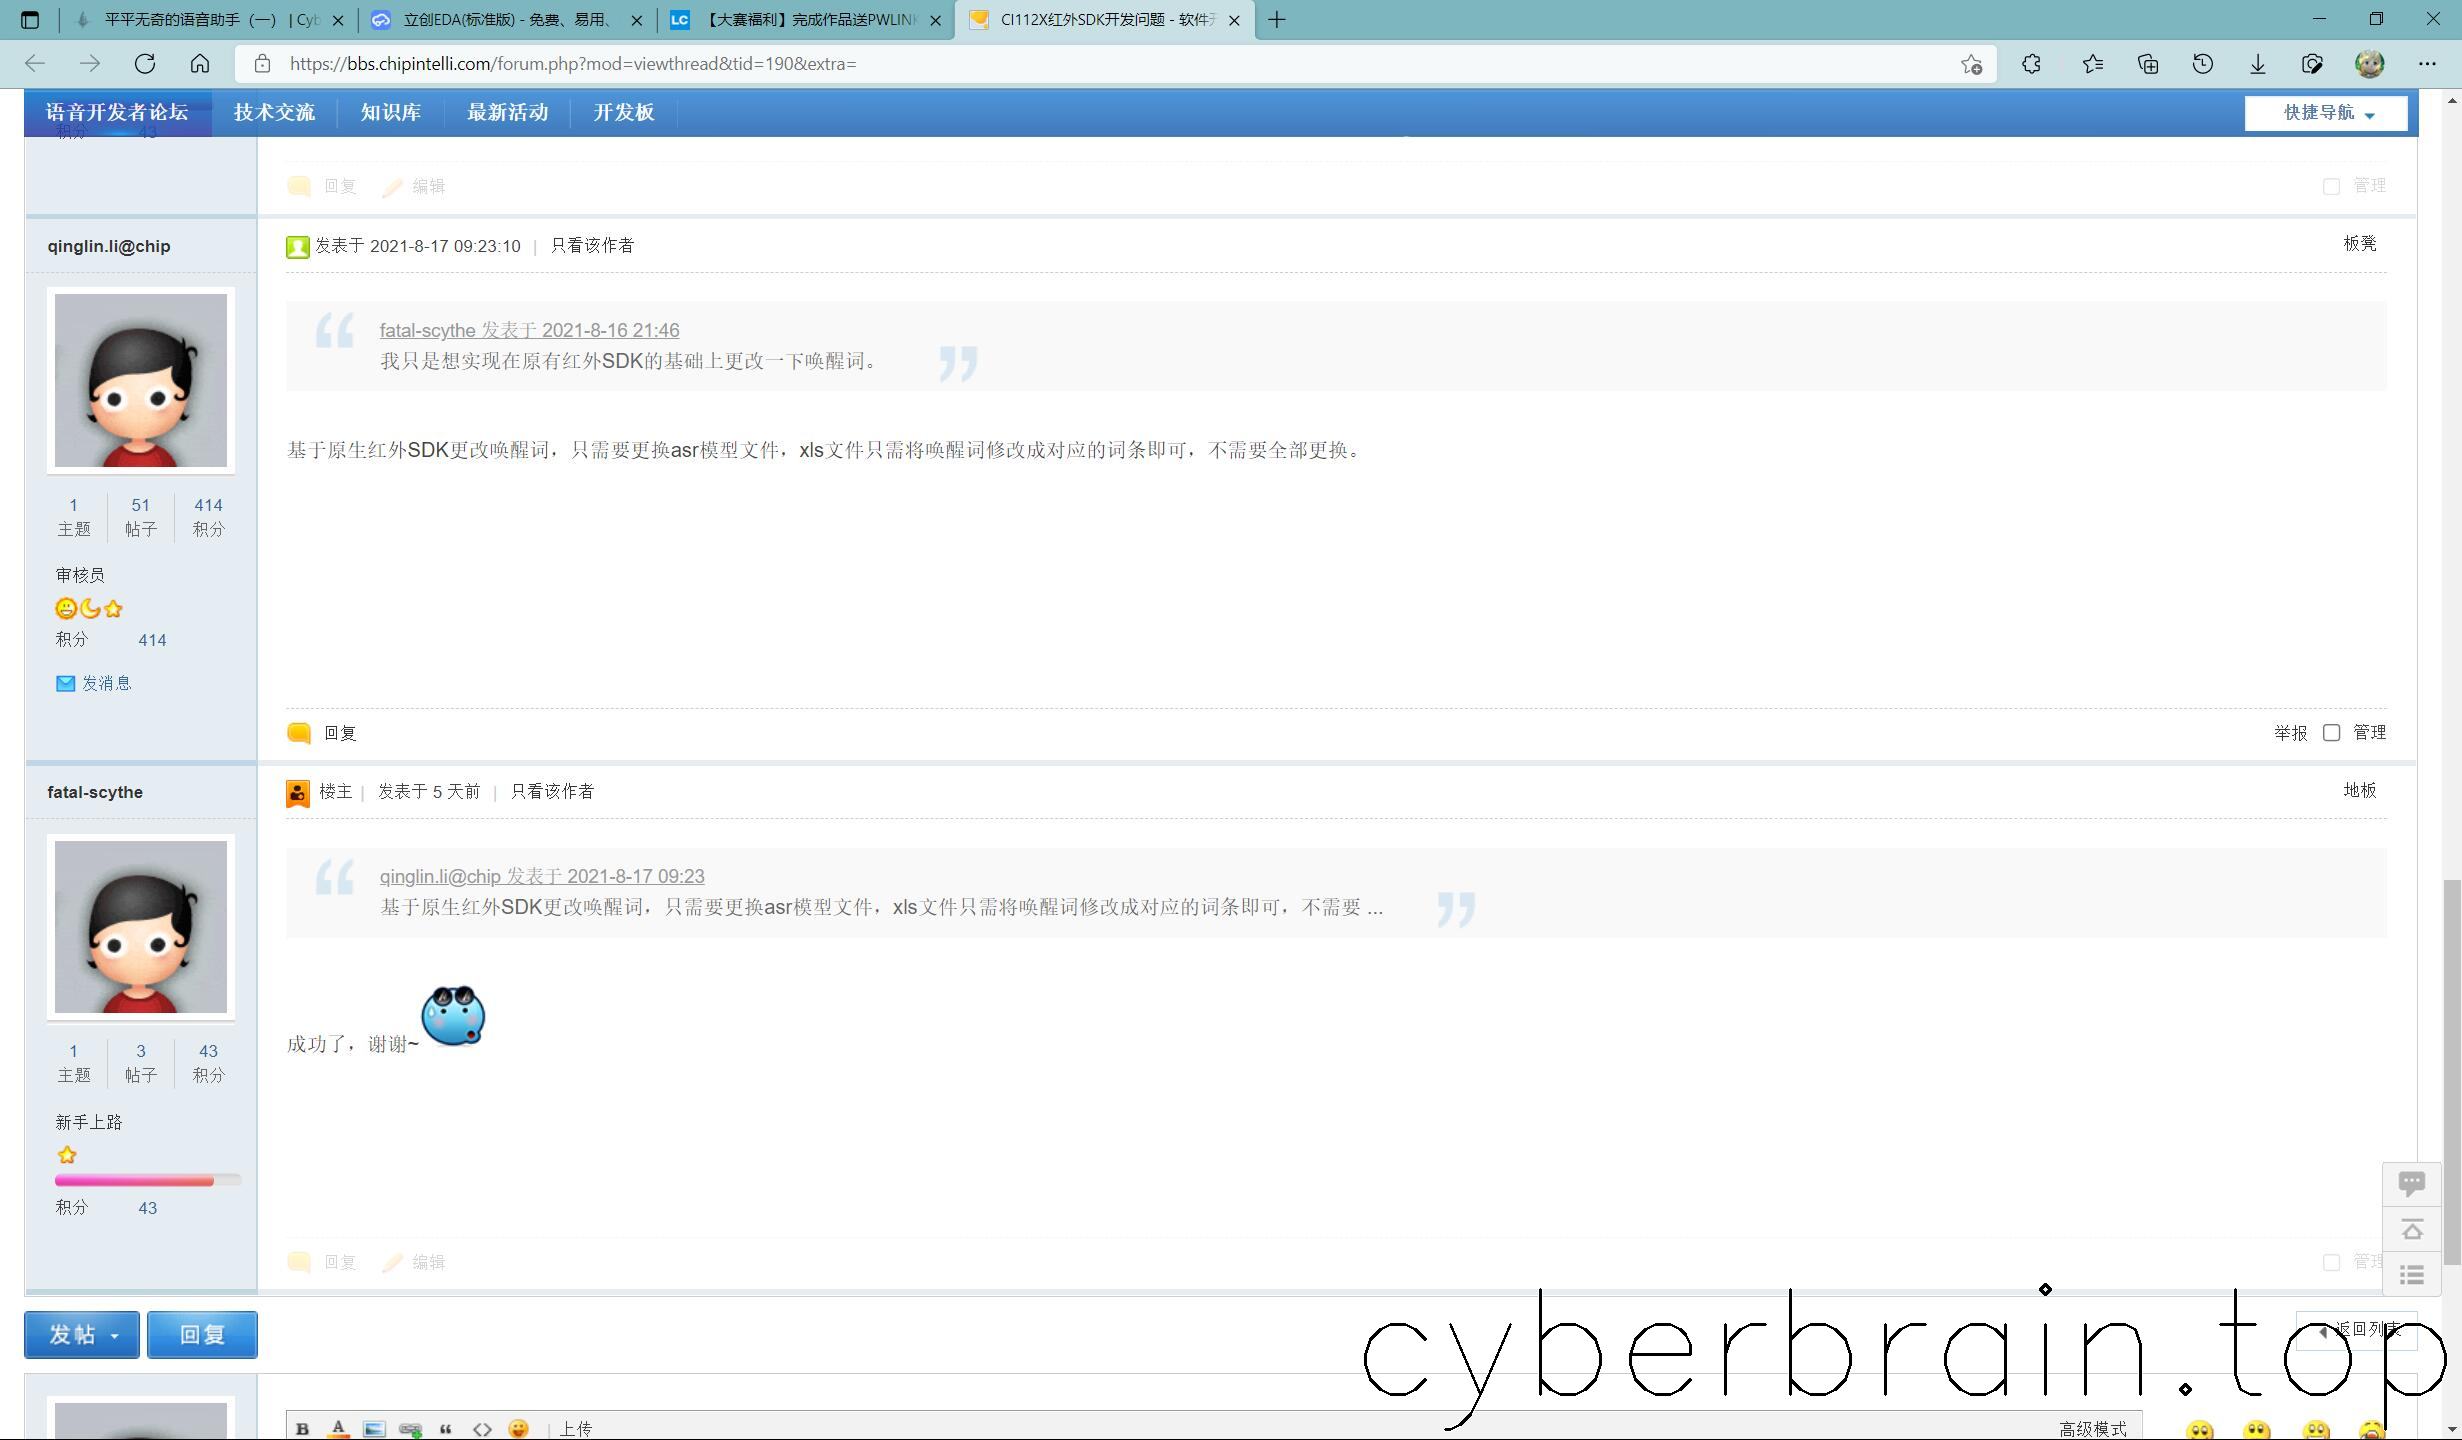 平平无奇的语音助手（一） | Cyb
立创EDA(标准版) - 免费、易用、
LC 【大赛福利】完成作品送PWLINK
CI112X红外SDK开发问题 - 软件开
https://bbs.chipintelli.com/forum.php?mod=viewthread&tid=190&extra=
语音开发者论坛 技术交流 知识库 最新活动 开发板 快捷导航
积分 43
回复 编辑 管理
qinglin.li@chip
发表于 2021-8-17 09:23:10 | 只看该作者 板凳
fatal-scythe 发表于 2021-8-16 21:46
我只是想实现在原有红外SDK的基础上更改一下唤醒词。
基于原生红外SDK更改唤醒词，只需要更换asr模型文件，xls文件只需将唤醒词修改成对应的词条即可，不需要全部更换。
1 51 414
主题 帖子 积分
审核员
积分 414
发消息
回复 举报 管理
fatal-scythe
楼主 | 发表于 5 天前 | 只看该作者 地板
qinglin.li@chip 发表于 2021-8-17 09:23
基于原生红外SDK更改唤醒词，只需要更换asr模型文件，xls文件只需将唤醒词修改成对应的词条即可，不需要 ...
成功了，谢谢~
1 3 43
主题 帖子 积分
新手上路
积分 43
回复 编辑 管理
发帖 回复 返回列表
cyberbrain.top
B A “ <> | 上传 高级模式